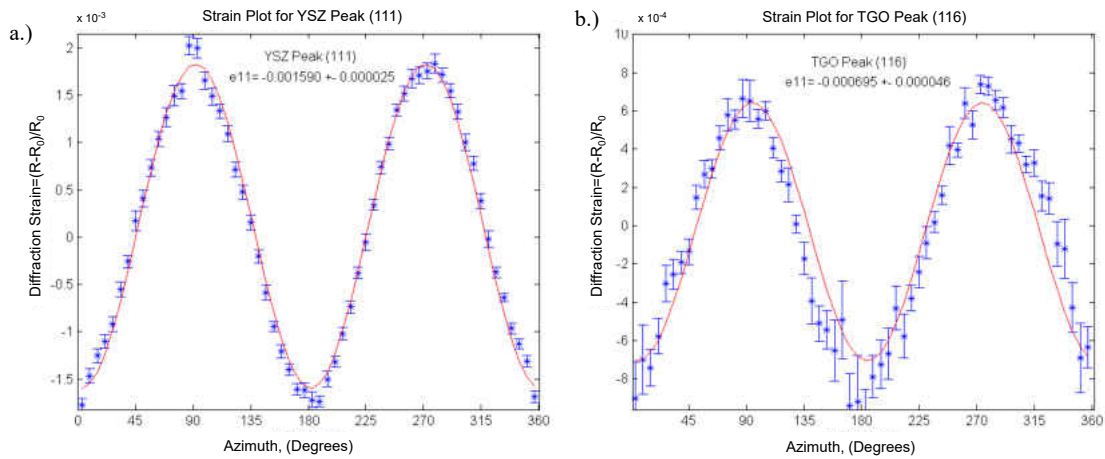 a.)
Strain Plot for YSZ Peak (111)
x 10-3
YSZ Peak (111)
e11= -0.001590 +- 0.000025
Diffraction Strain=(R-R0)/R0
2
1.5
1
0.5
0
-0.5
-1
-1.5
0 45 90 135 180 225 270 315 360
Azimuth, (Degrees)
b.)
Strain Plot for TGO Peak (116)
x 10-4
TGO Peak (116)
e11= -0.000695 +- 0.000046
Diffraction Strain=(R-R0)/R0
10
8
6
4
2
0
-2
-4
-6
-8
45 90 135 180 225 270 315 360
Azimuth, (Degrees)